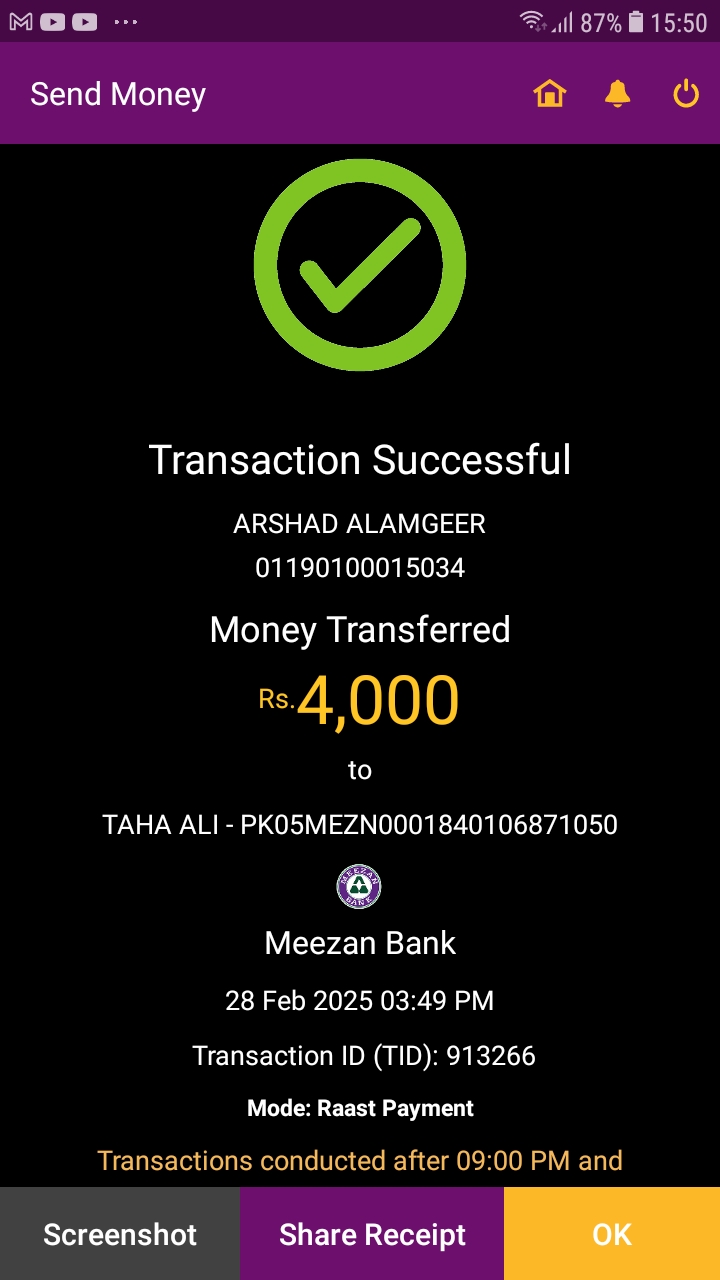 87% 15:50
Send Money
Transaction Successful
ARSHAD ALAMGEER
01190100015034
Money Transferred
Rs.4,000
to
TAHA ALI - PK05MEZN0001840106871050
MEEZAN
BANK
Meezan Bank
28 Feb 2025 03:49 PM
Transaction ID (TID): 913266
Mode: Raast Payment
Transactions conducted after 09:00 PM and
Screenshot
Share Receipt
OK